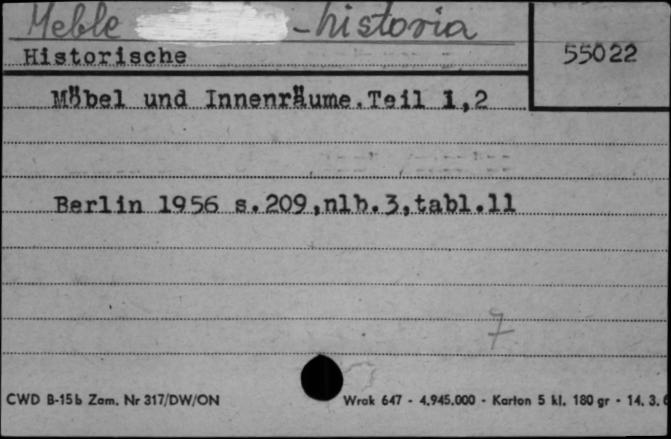 Meble - historia
Historische
55022
Möbel und Innenräume.Teil 1,2
Berlin 1956 s.209,nlb.3,tabl.11
7
CWD B-15b Zam. Nr 317/DW/ON
Wrak 647 - 4.945.000 - Karton 5 kl. 180 gr - 14. 3. 6